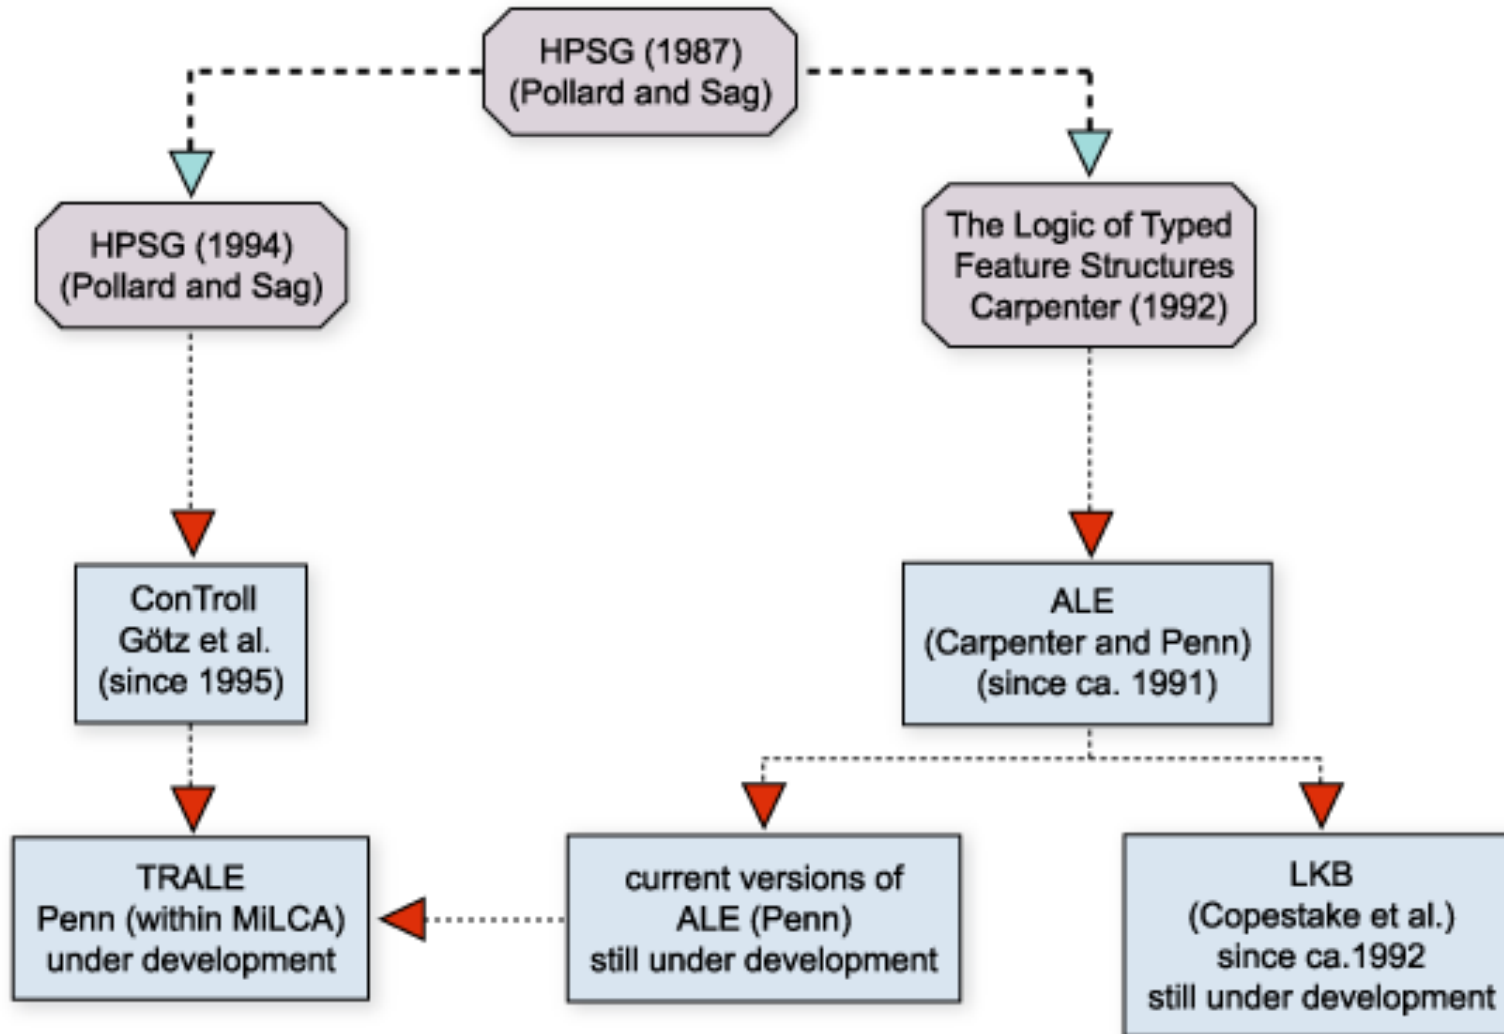 HPSG (1987)
(Pollard and Sag)
HPSG (1994)
(Pollard and Sag)
The Logic of Typed
Feature Structures
Carpenter (1992)
ConTroll
Götz et al.
(since 1995)
ALE
(Carpenter and Penn)
(since ca. 1991)
TRALE
Penn (within MiLCA)
under development
current versions of
ALE (Penn)
still under development
LKB
(Copestake et al.)
since ca.1992
still under development